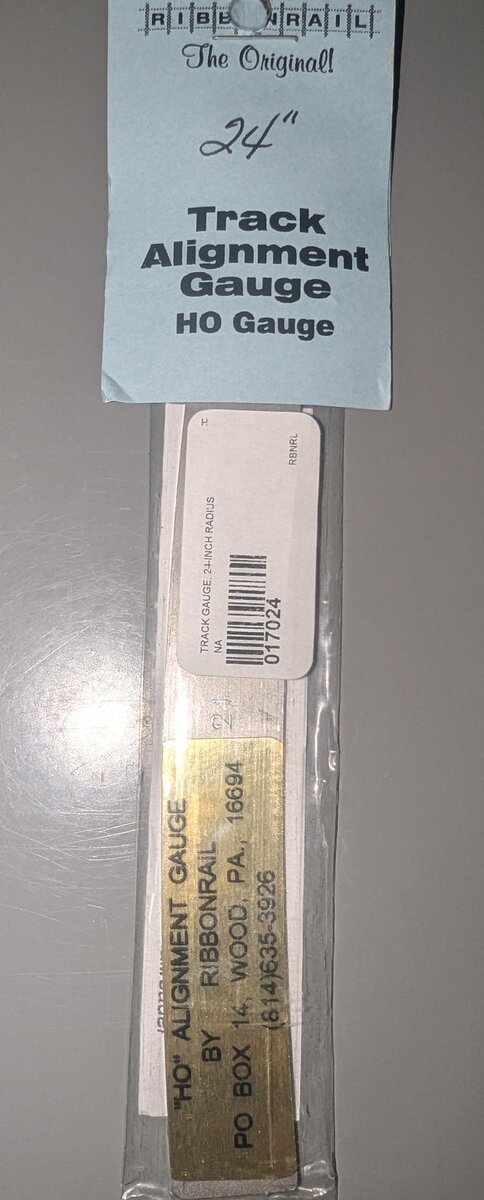 RIBBONRAIL
The Original!
24"
Track
Alignment
Gauge
HO Gauge
H
RBNRL
TRACK GAUGE, 24-INCH RADIUS
NA
017024
24
"HO" ALIGNMENT GAUGE
BY RIBBONRAIL
PO BOX 14, WOOD, PA., 16694
(814)635-3926